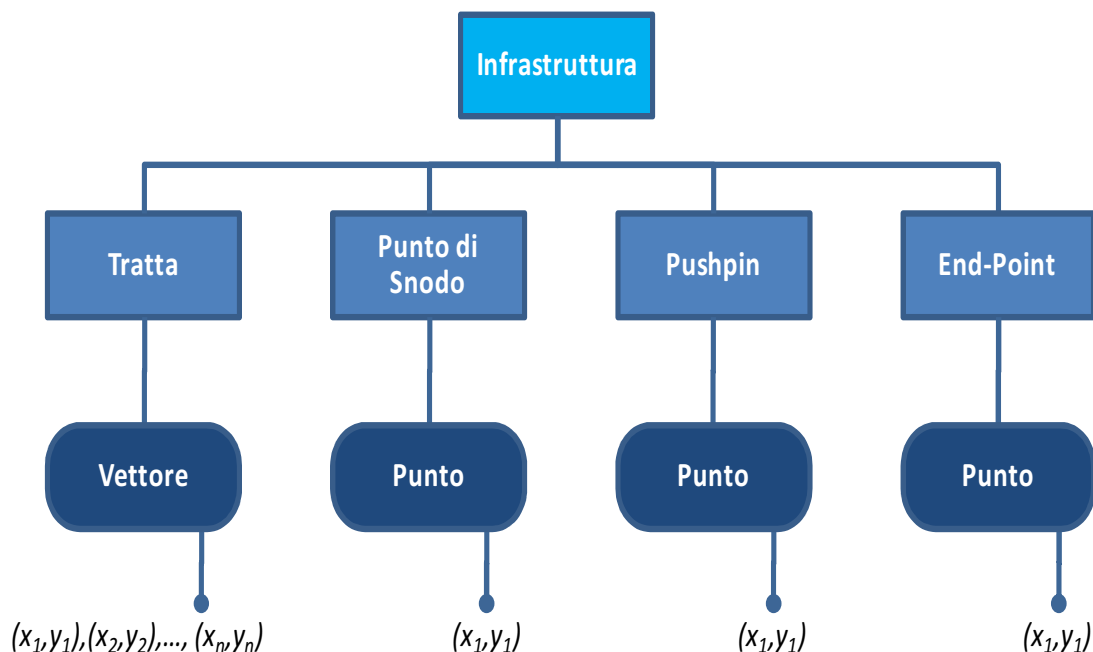 Infrastruttura
Tratta
Punto di
Snodo
Pushpin
End-Point
Vettore
Punto
Punto
Punto
(x₁,y₁),(x₂,y₂),..., (xₙ,yₙ)
(x₁,y₁)
(x₁,y₁)
(x₁,y₁)